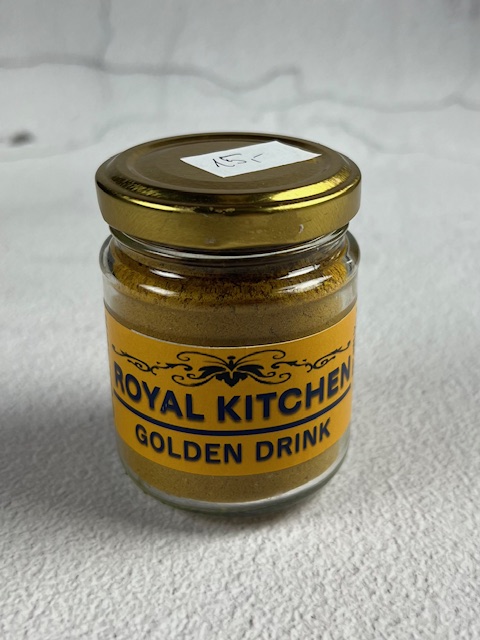 15.-
ROYAL KITCHEN
GOLDEN DRINK